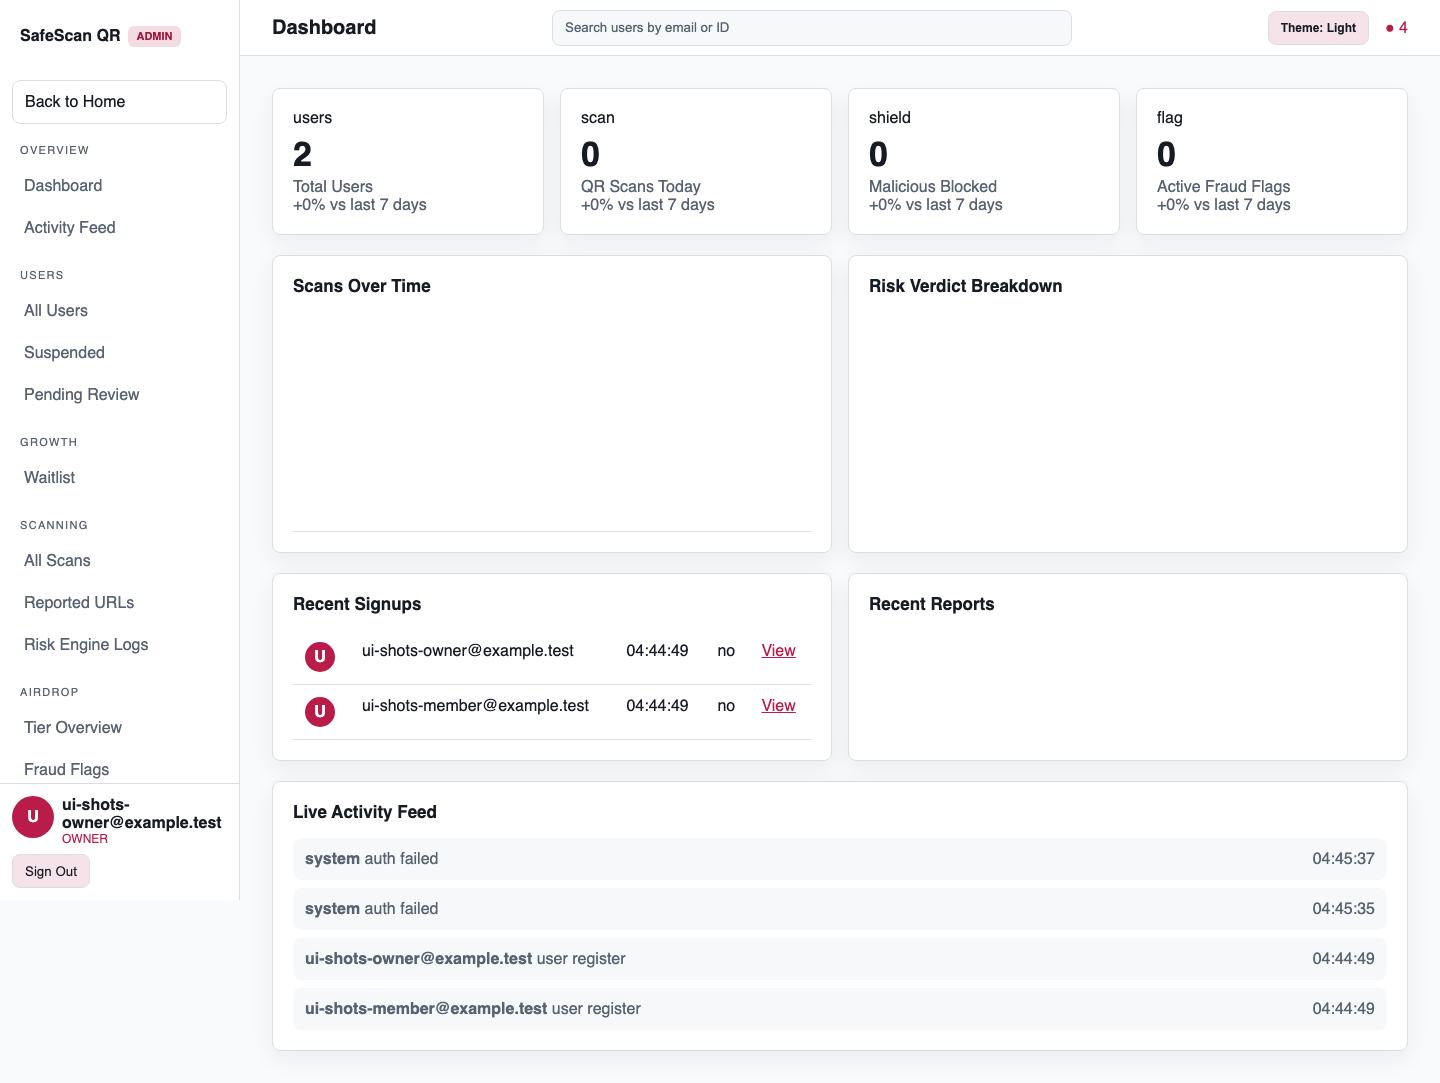 SafeScan QR ADMIN
Back to Home
OVERVIEW
Dashboard
Activity Feed
USERS
All Users
Suspended
Pending Review
GROWTH
Waitlist
SCANNING
All Scans
Reported URLs
Risk Engine Logs
AIRDROP
Tier Overview
Fraud Flags
U
ui-shots-
owner@example.test
OWNER
Sign Out
Dashboard
Search users by email or ID
Theme: Light
● 4
users
2
Total Users
+0% vs last 7 days
scan
0
QR Scans Today
+0% vs last 7 days
shield
0
Malicious Blocked
+0% vs last 7 days
flag
0
Active Fraud Flags
+0% vs last 7 days
Scans Over Time
Risk Verdict Breakdown
Recent Signups
U ui-shots-owner@example.test 04:44:49 no View
U ui-shots-member@example.test 04:44:49 no View
Recent Reports
Live Activity Feed
system auth failed 04:45:37
system auth failed 04:45:35
ui-shots-owner@example.test user register 04:44:49
ui-shots-member@example.test user register 04:44:49